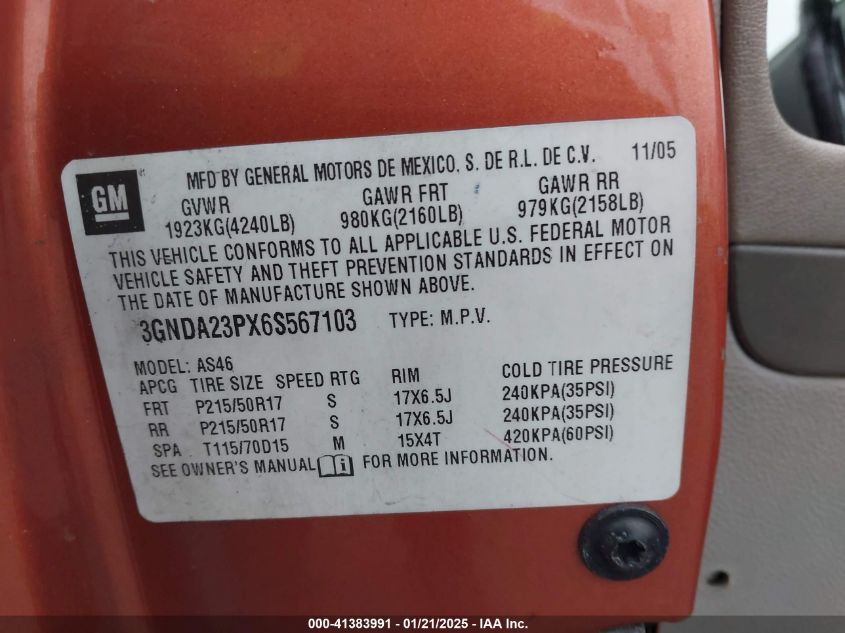 GM
MFD BY GENERAL MOTORS DE MEXICO, S. DE R.L. DE C.V. 11/05
GVWR GAWR FRT GAWR RR
1923KG(4240LB) 980KG(2160LB) 979KG(2158LB)
THIS VEHICLE CONFORMS TO ALL APPLICABLE U.S. FEDERAL MOTOR
VEHICLE SAFETY AND THEFT PREVENTION STANDARDS IN EFFECT ON
THE DATE OF MANUFACTURE SHOWN ABOVE.
3GNDA23PX6S567103 TYPE: M.P.V.
MODEL: AS46
APCG TIRE SIZE SPEED RTG RIM COLD TIRE PRESSURE
FRT P215/50R17 S 17X6.5J 240KPA(35PSI)
RR P215/50R17 S 17X6.5J 240KPA(35PSI)
SPA T115/70D15 M 15X4T 420KPA(60PSI)
SEE OWNER'S MANUAL i FOR MORE INFORMATION.
000-41383991 / 01/21/2025 - IAA Inc.